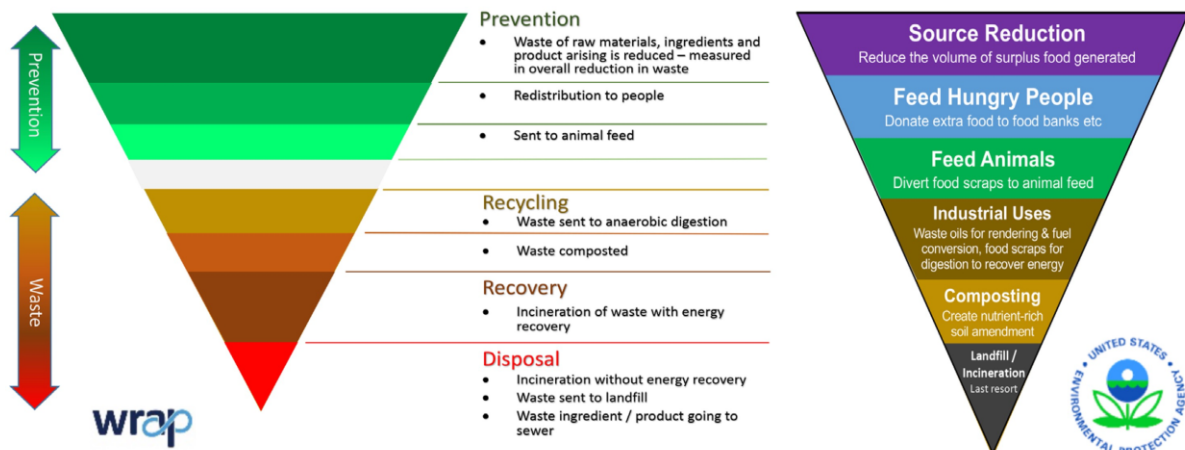 Prevention
Waste
Prevention
• Waste of raw materials, ingredients and
product arising is reduced – measured
in overall reduction in waste
• Redistribution to people
• Sent to animal feed
Recycling
• Waste sent to anaerobic digestion
• Waste composted
Recovery
• Incineration of waste with energy
recovery
Disposal
• Incineration without energy recovery
• Waste sent to landfill
• Waste ingredient / product going to
sewer
wrap
Source Reduction
Reduce the volume of surplus food generated
Feed Hungry People
Donate extra food to food banks etc
Feed Animals
Divert food scraps to animal feed
Industrial Uses
Waste oils for rendering & fuel
conversion, food scraps for
digestion to recover energy
Composting
Create nutrient-rich
soil amendment
Landfill /
Incineration
Last resort
UNITED STATES
ENVIRONMENTAL PROTECTION AGENCY